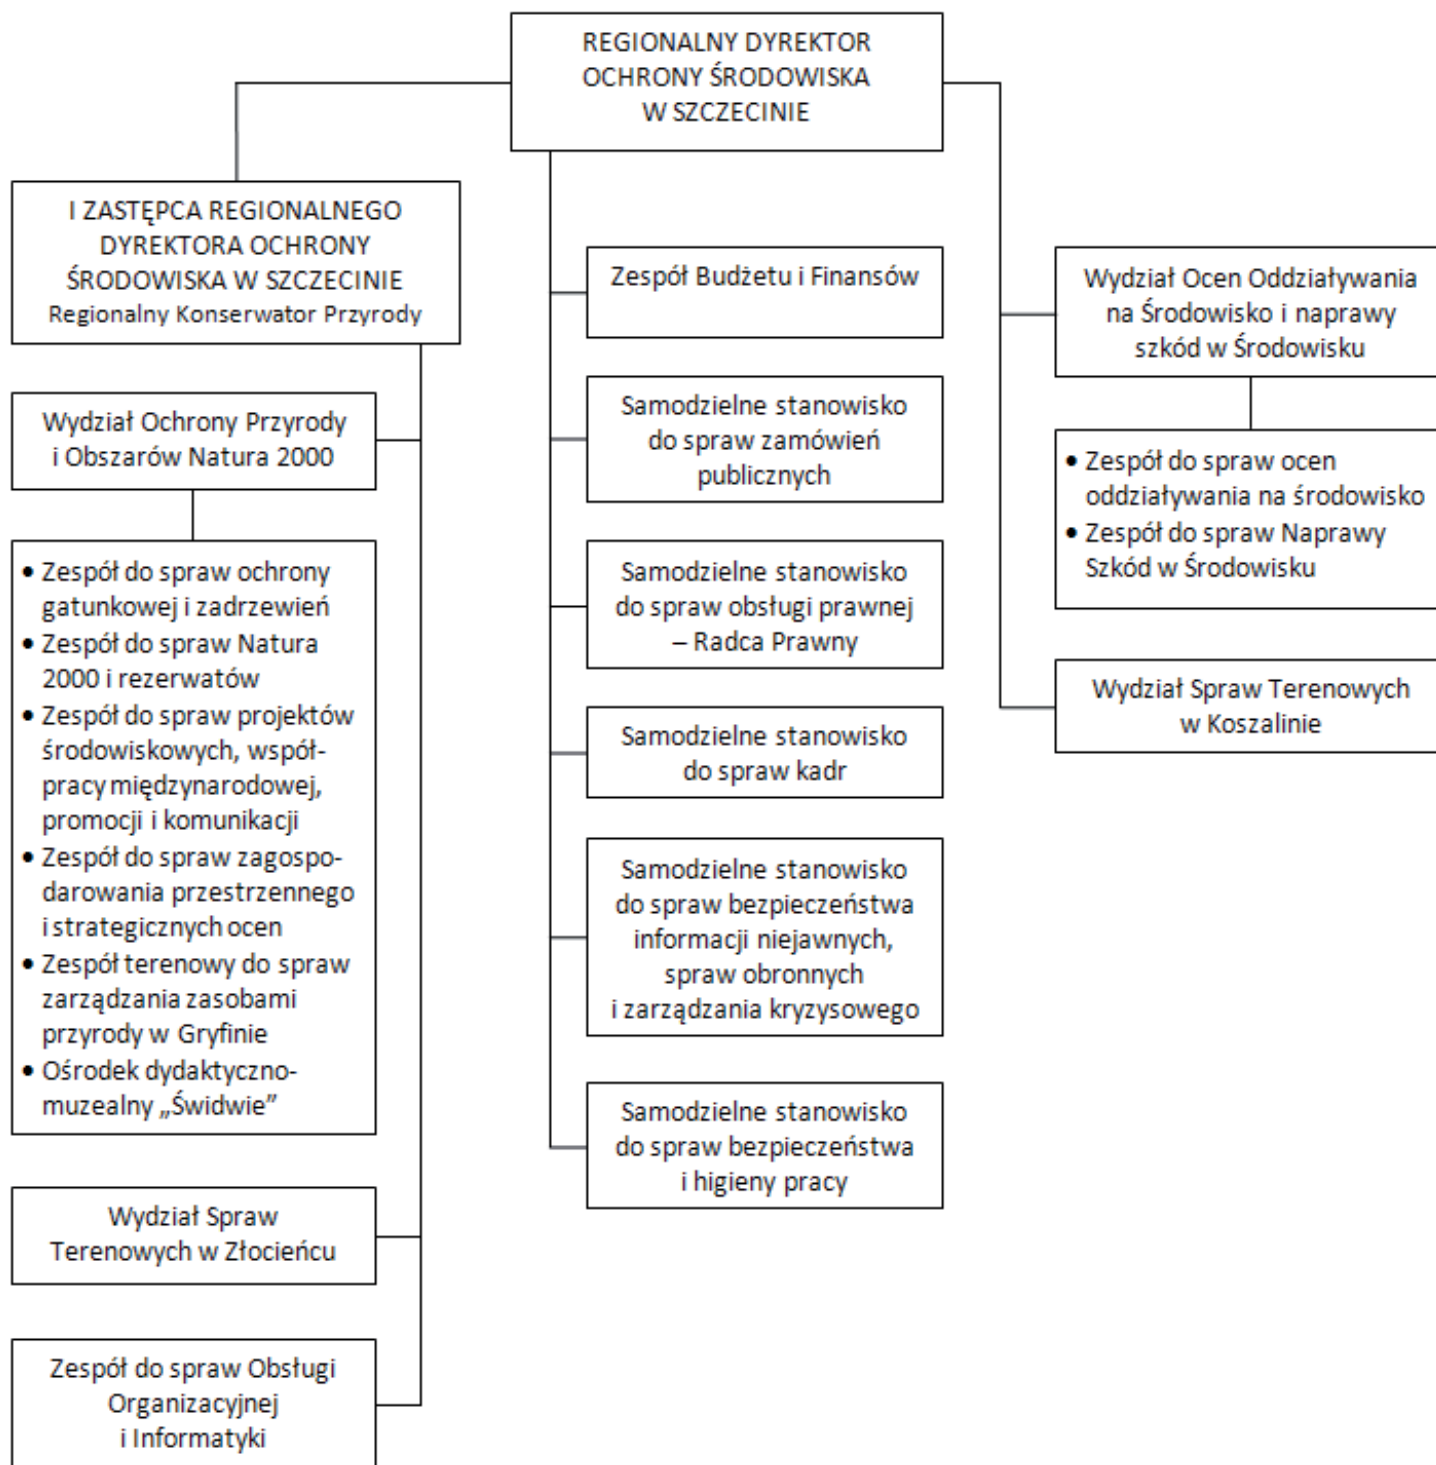 REGIONALNY DYREKTOR
OCHRONY ŚRODOWISKA
W SZCZECINIE
I ZASTĘPCA REGIONALNEGO
DYREKTORA OCHRONY
ŚRODOWISKA W SZCZECINIE
Regionalny Konserwator Przyrody
Wydział Ochrony Przyrody
i Obszarów Natura 2000
• Zespół do spraw ochrony
gatunkowej i zadrzewień
• Zespół do spraw Natura
2000 i rezerwatów
• Zespół do spraw projektów
środowiskowych, współ-
pracy międzynarodowej,
promocji i komunikacji
• Zespół do spraw zagospo-
darowania przestrzennego
i strategicznych ocen
• Zespół terenowy do spraw
zarządzania zasobami
przyrody w Gryfinie
• Ośrodek dydaktyczno-
muzealny „Świdwie”
Wydział Spraw
Terenowych w Złocieńcu
Zespół do spraw Obsługi
Organizacyjnej
i Informatyki
Zespół Budżetu i Finansów
Samodzielne stanowisko
do spraw zamówień
publicznych
Samodzielne stanowisko
do spraw obsługi prawnej
– Radca Prawny
Samodzielne stanowisko
do spraw kadr
Samodzielne stanowisko
do spraw bezpieczeństwa
informacji niejawnych,
spraw obronnych
i zarządzania kryzysowego
Samodzielne stanowisko
do spraw bezpieczeństwa
i higieny pracy
Wydział Ocen Oddziaływania
na Środowisko i naprawy
szkód w Środowisku
• Zespół do spraw ocen
oddziaływania na środowisko
• Zespół do spraw Naprawy
Szkód w Środowisku
Wydział Spraw Terenowych
w Koszalinie